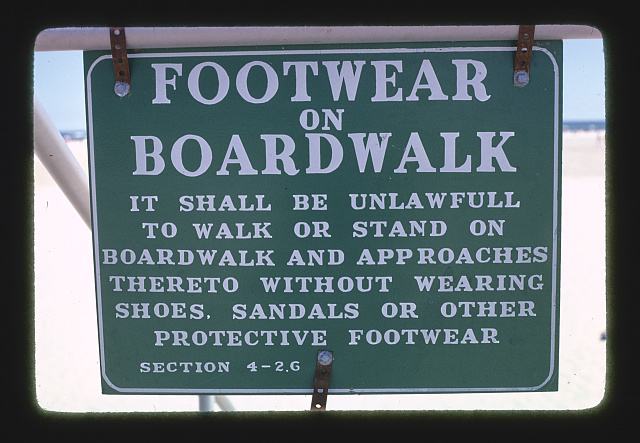 FOOTWEAR
ON
BOARDWALK
IT SHALL BE UNLAWFULL
TO WALK OR STAND ON
BOARDWALK AND APPROACHES
THERETO WITHOUT WEARING
SHOES, SANDALS OR OTHER
PROTECTIVE FOOTWEAR
SECTION 4-2.6